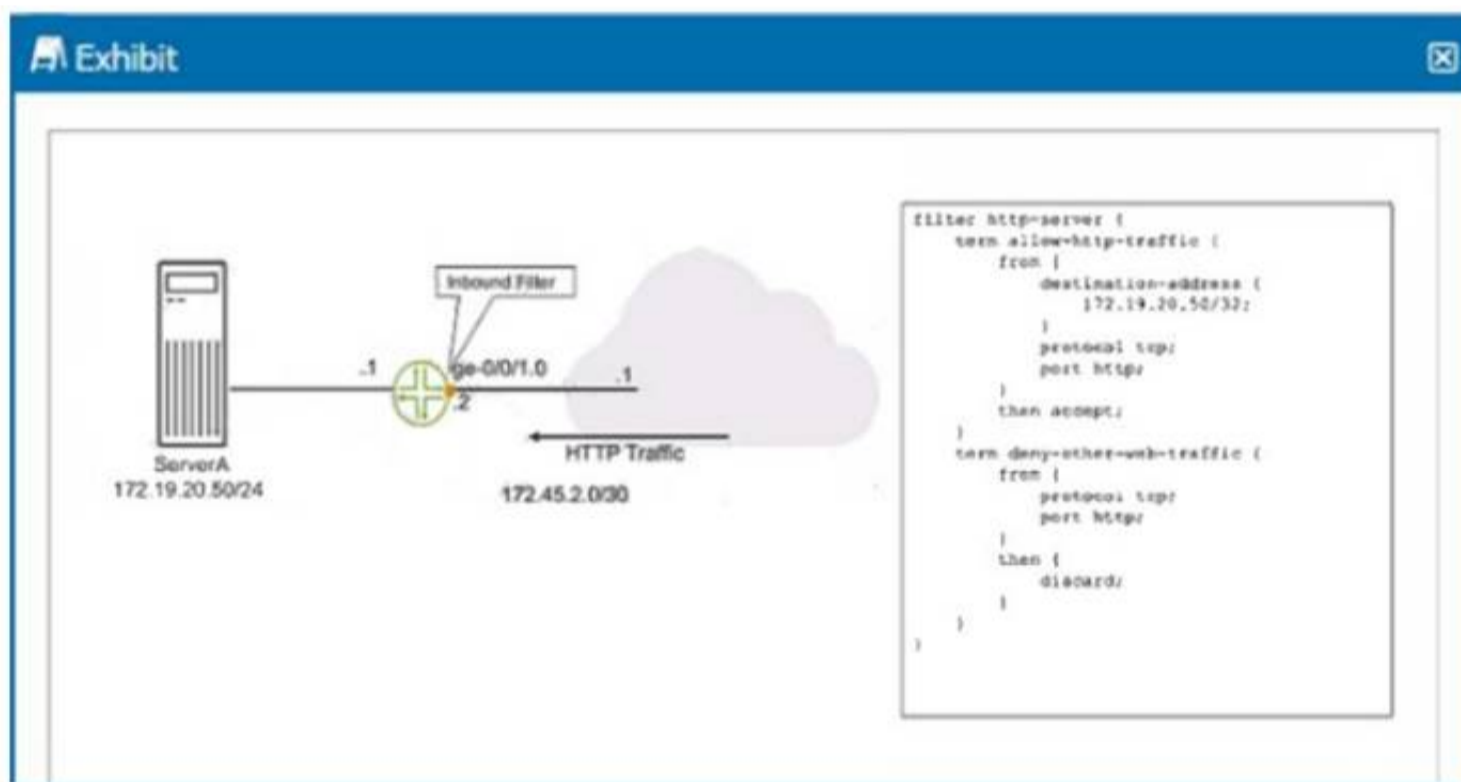 Exhibit
Inbound Filter
.1
ge-0/0/1.0
.1
.2
HTTP Traffic
ServerA
172.19.20.50/24
172.45.2.0/30
filter http-server {
term allow-http-traffic {
from {
destination-address {
172.19.20.50/32;
}
protocol tcp;
port http;
}
then accept;
}
term deny-other-web-traffic {
from {
protocol tcp;
port http;
}
then {
discard;
}
}
}